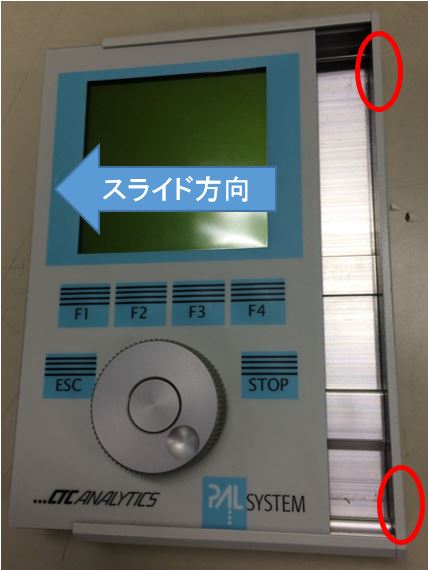 スライド方向
F1 F2 F3 F4
ESC
STOP
...CTC ANALYTICS
PAL SYSTEM